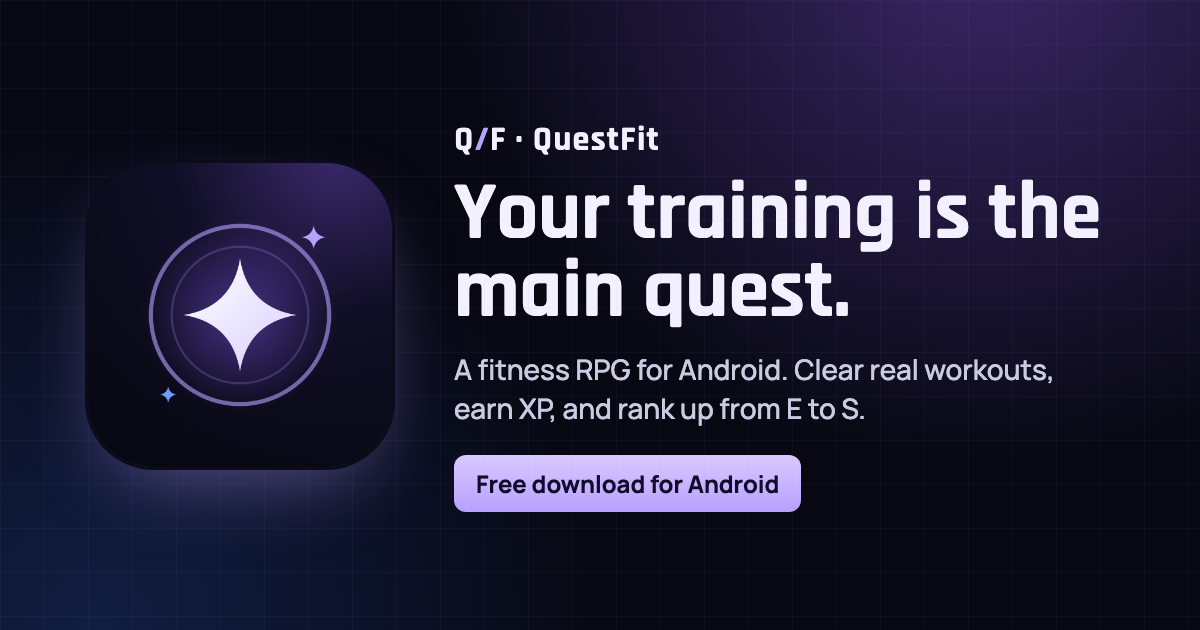 Q/F · QuestFit
Your training is the
main quest.
A fitness RPG for Android. Clear real workouts,
earn XP, and rank up from E to S.
Free download for Android